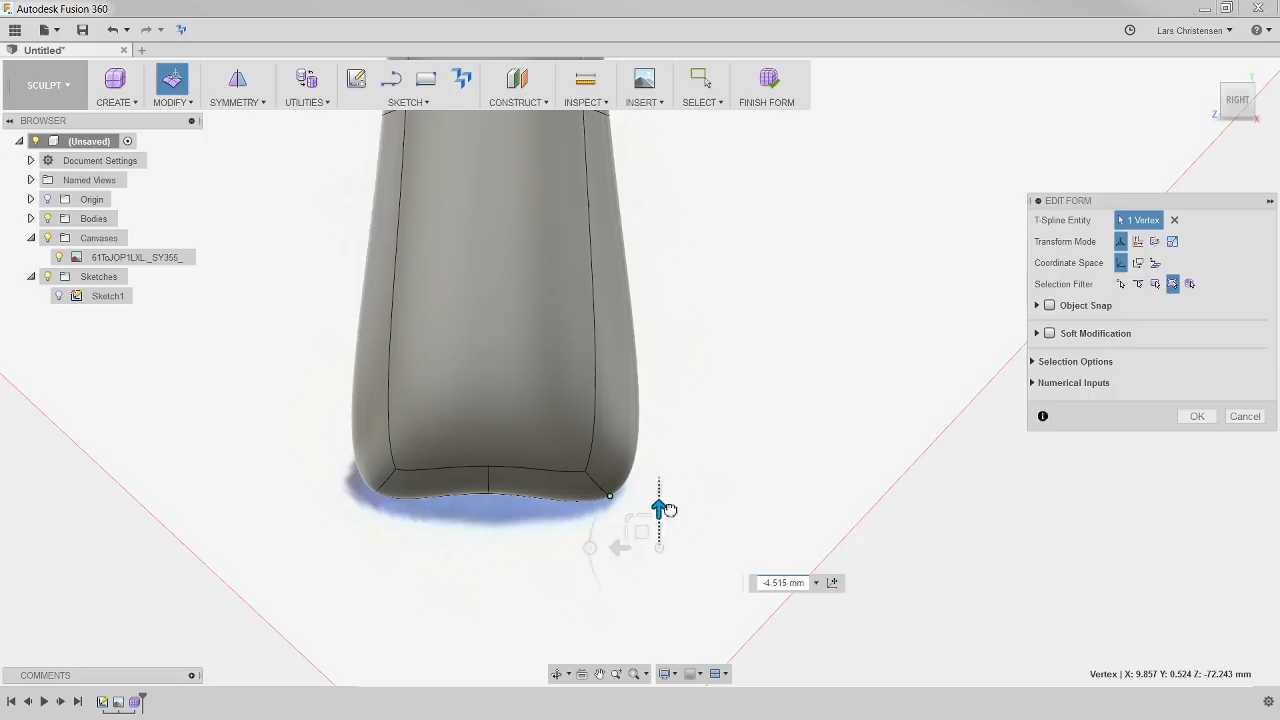 Autodesk Fusion 360
Lars Christensen
Untitled*
SCULPT
CREATE
MODIFY
SYMMETRY
UTILITIES
SKETCH
CONSTRUCT
INSPECT
INSERT
SELECT
FINISH FORM
RIGHT
Y
Z
X
BROWSER
(Unsaved)
Document Settings
Named Views
Origin
Bodies
Canvases
61ToJOP1LXL._SY355_
Sketches
Sketch1
EDIT FORM
T-Spline Entity
1 Vertex
Transform Mode
Coordinate Space
Selection Filter
Object Snap
Soft Modification
Selection Options
Numerical Inputs
OK
Cancel
-4.515 mm
COMMENTS
Vertex | X: 9.857 Y: 0.524 Z: -72.243 mm